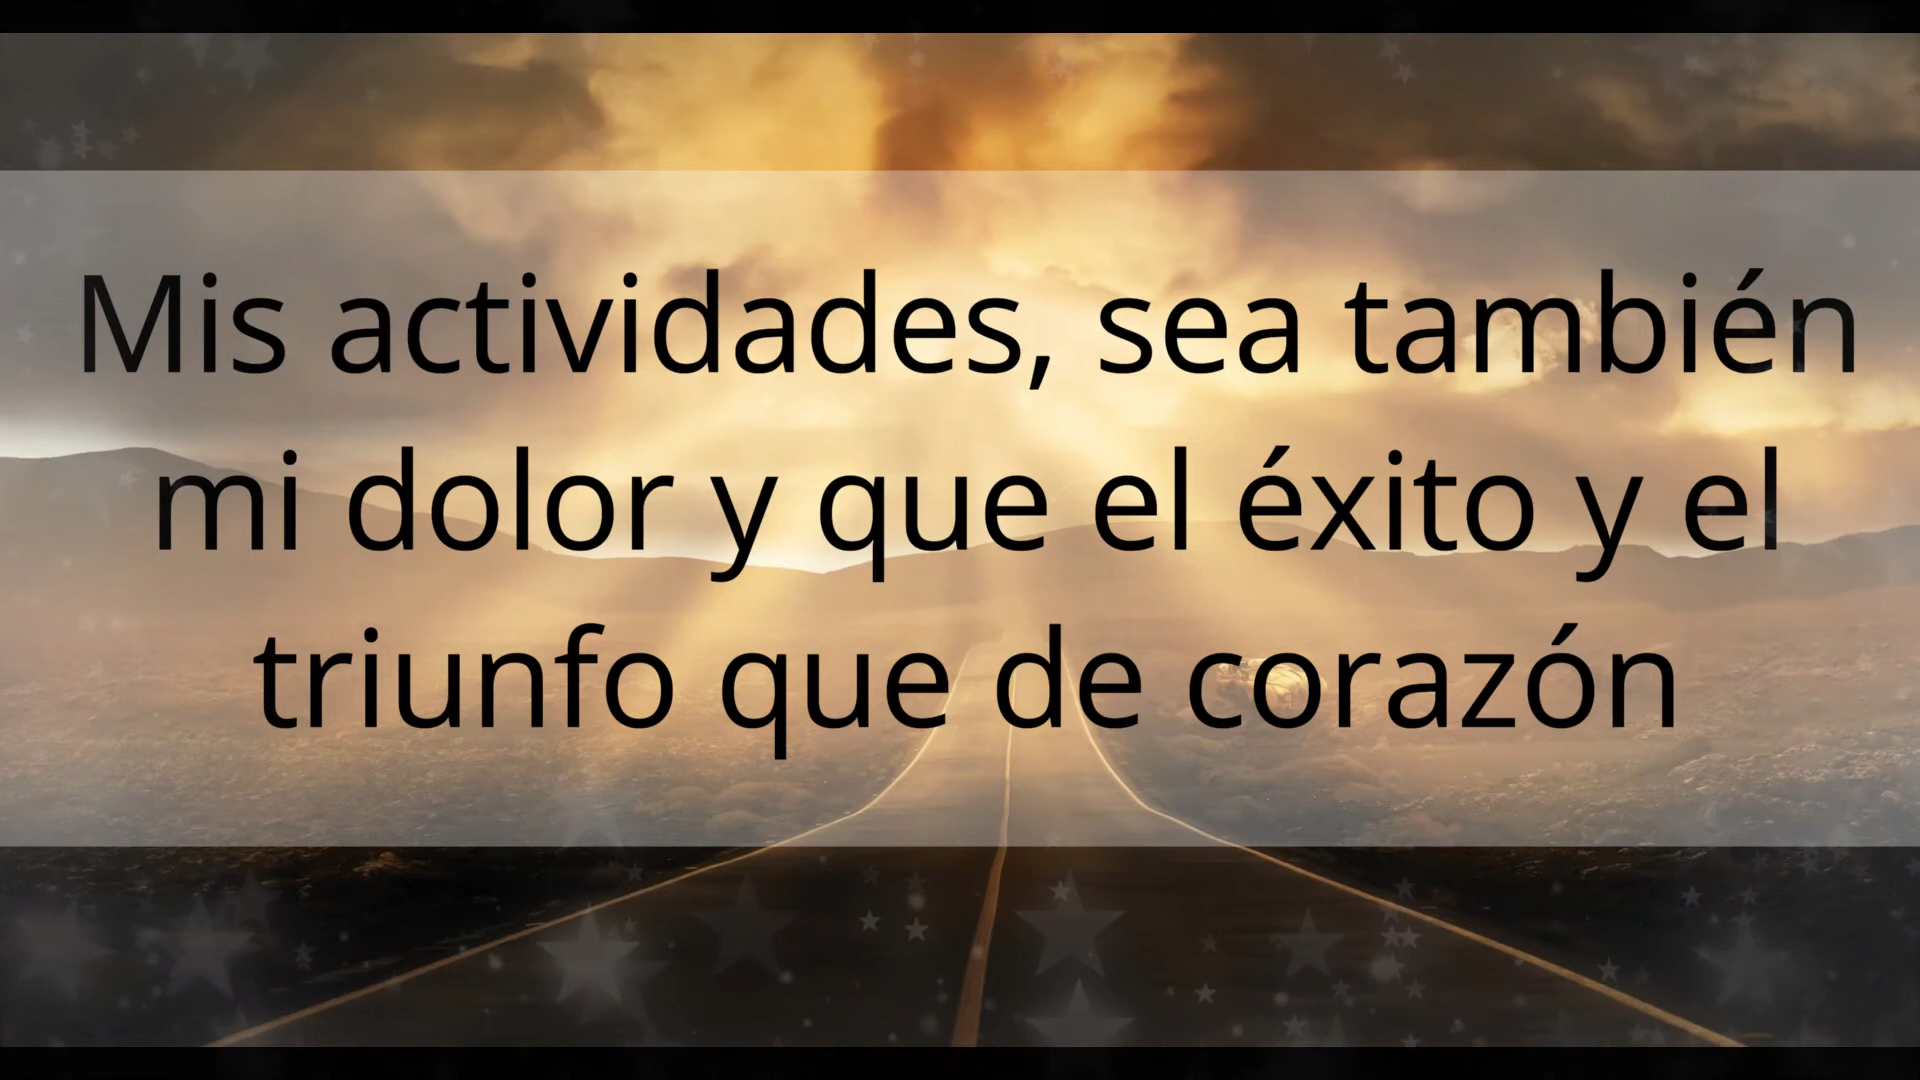 Mis actividades, sea también
mi dolor y que el éxito y el
triunfo que de corazón